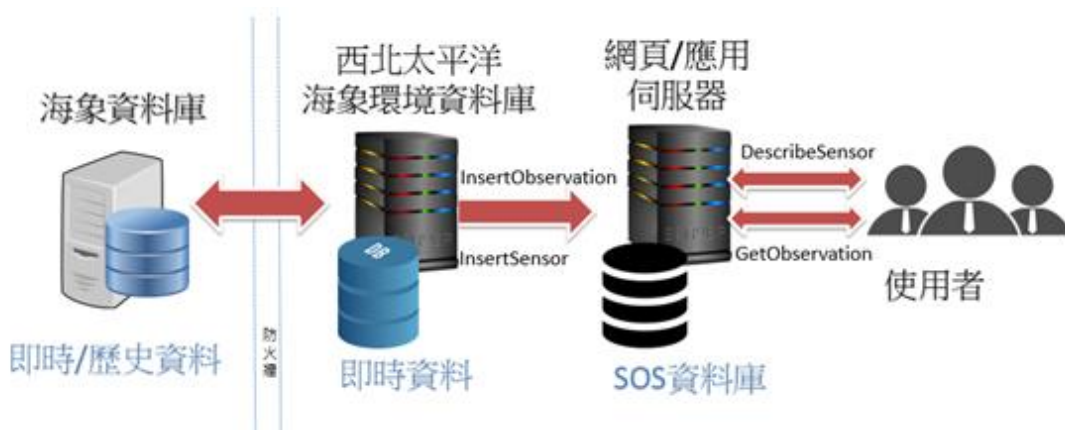 海象資料庫
即時/歷史資料
防火牆
西北太平洋
海象環境資料庫
DB
即時資料
InsertObservation
InsertSensor
網頁/應用
伺服器
SOS資料庫
DescribeSensor
GetObservation
使用者